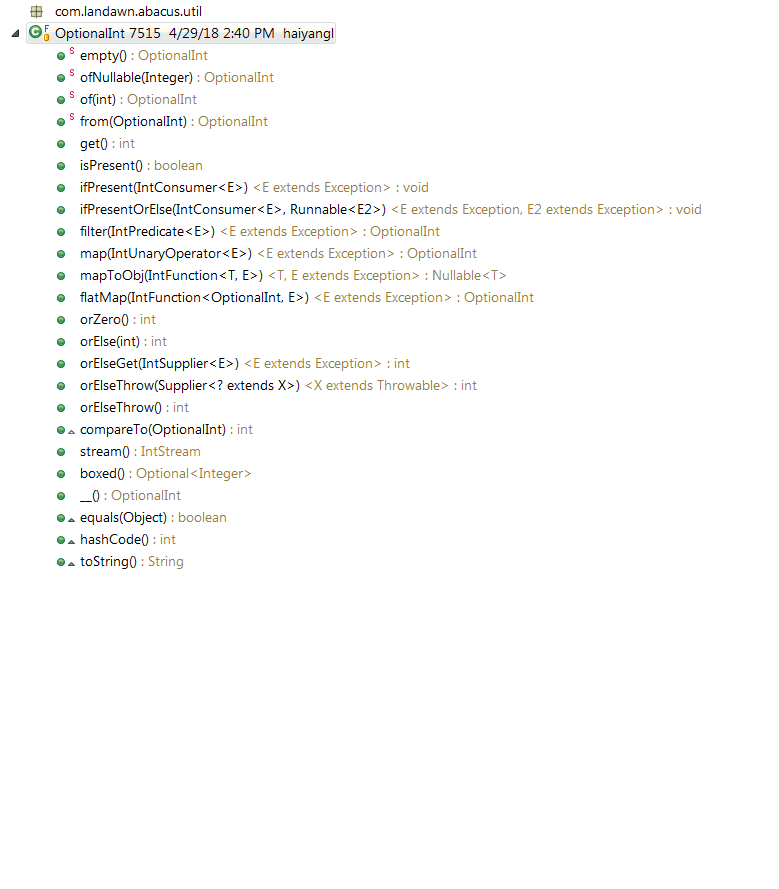 com.landawn.abacus.util
C F OptionalInt 7515 4/29/18 2:40 PM haiyangl
S empty() : OptionalInt
S ofNullable(Integer) : OptionalInt
S of(int) : OptionalInt
S from(OptionalInt) : OptionalInt
get() : int
isPresent() : boolean
ifPresent(IntConsumer<E>) <E extends Exception> : void
ifPresentOrElse(IntConsumer<E>, Runnable<E2>) <E extends Exception, E2 extends Exception> : void
filter(IntPredicate<E>) <E extends Exception> : OptionalInt
map(IntUnaryOperator<E>) <E extends Exception> : OptionalInt
mapToObj(IntFunction<T, E>) <T, E extends Exception> : Nullable<T>
flatMap(IntFunction<OptionalInt, E>) <E extends Exception> : OptionalInt
orZero() : int
orElse(int) : int
orElseGet(IntSupplier<E>) <E extends Exception> : int
orElseThrow(Supplier<? extends X>) <X extends Throwable> : int
orElseThrow() : int
compareTo(OptionalInt) : int
stream() : IntStream
boxed() : Optional<Integer>
__() : OptionalInt
equals(Object) : boolean
hashCode() : int
toString() : String